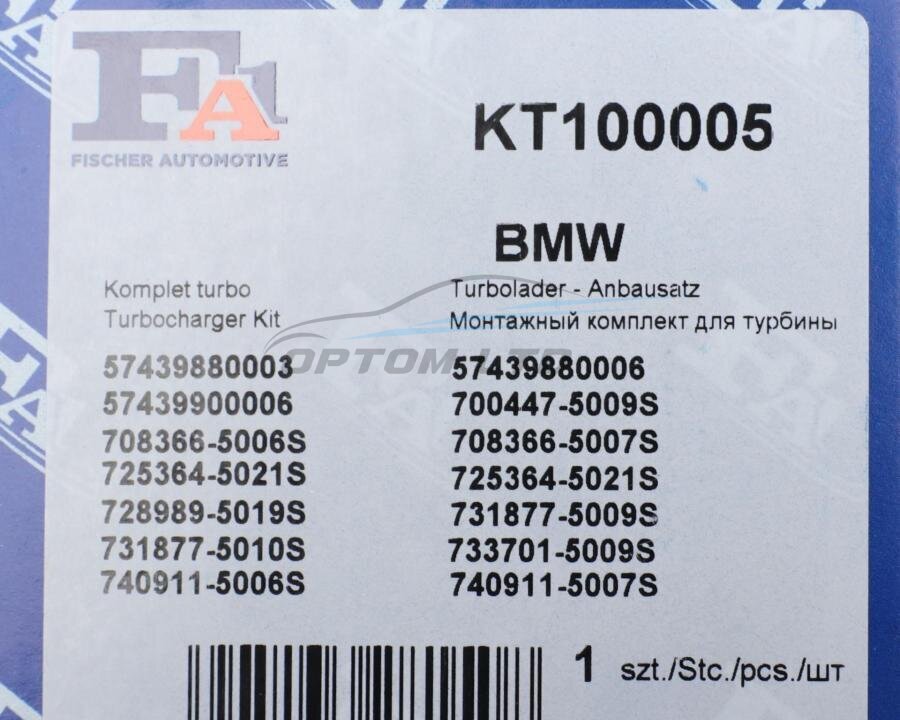 FA1
FISCHER AUTOMOTIVE
KT100005
BMW
Komplet turbo
Turbocharger Kit
Turbolader - Anbausatz
Монтажный комплект для турбины
OPTOM LTD
57439880003 57439880006
57439900006 700447-5009S
708366-5006S 708366-5007S
725364-5021S 725364-5021S
728989-5019S 731877-5009S
731877-5010S 733701-5009S
740911-5006S 740911-5007S
1 szt./Stc./pcs./шт